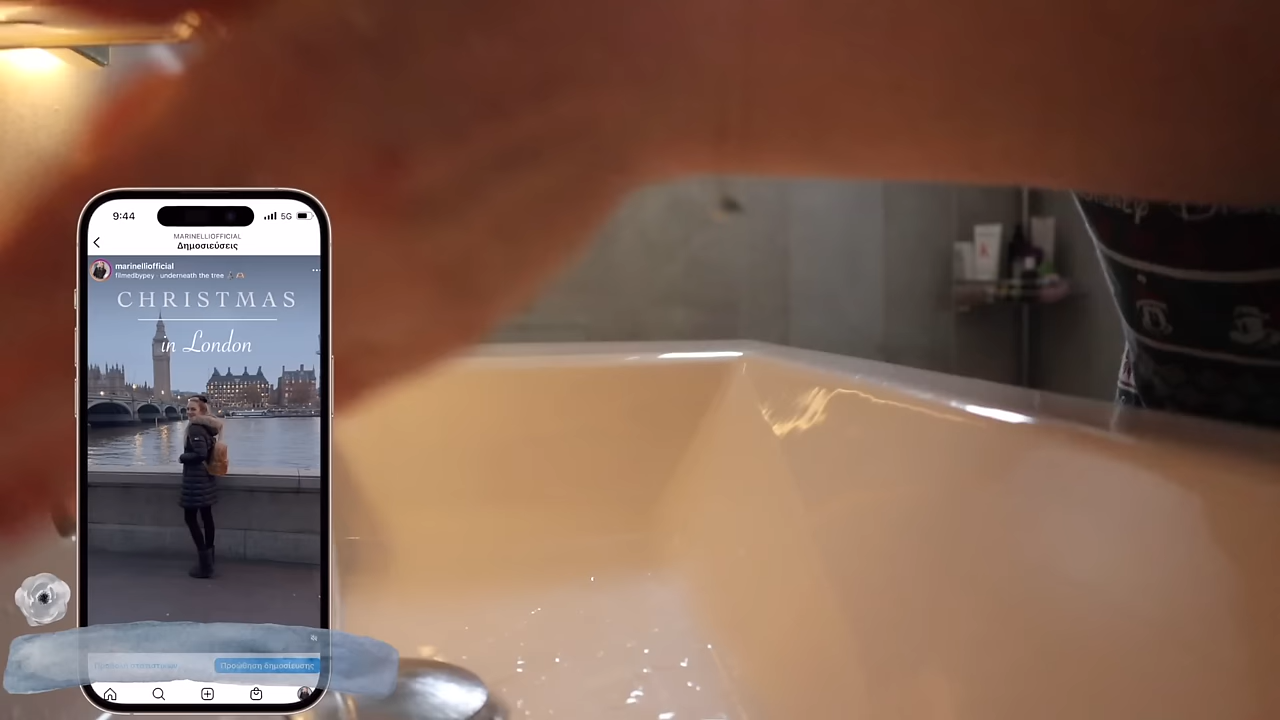 9:44
5G
MARINELLIOFFICIAL
Δημοσιεύσεις
marinelliofficial
filmedbypey · underneath the tree
CHRISTMAS
in London
Προώθηση δημοσίευσης